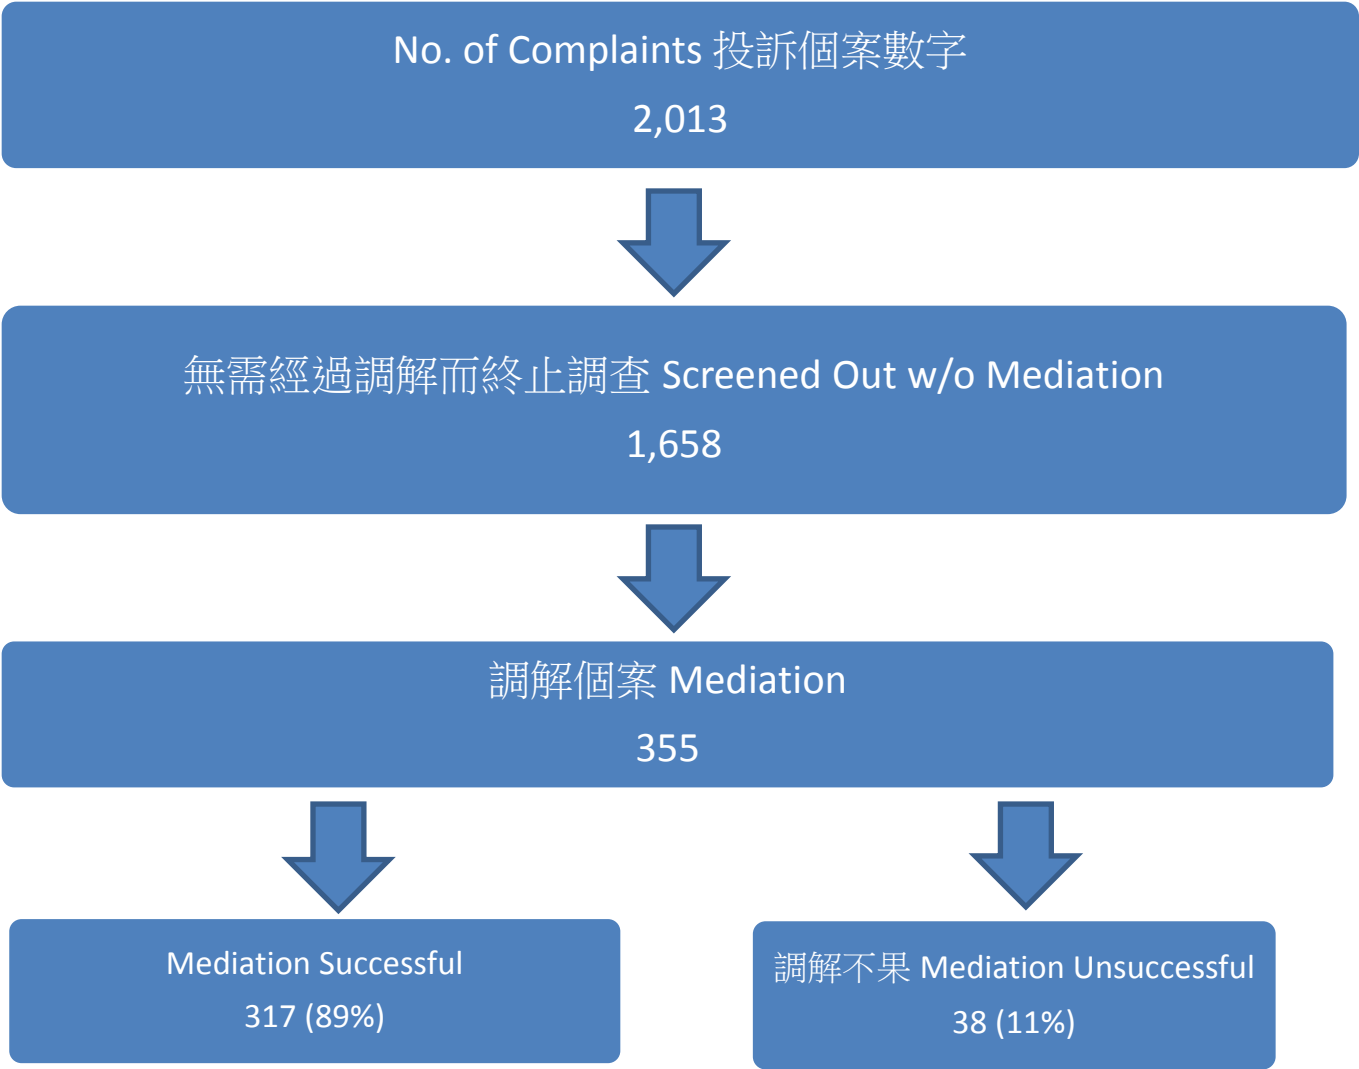 No. of Complaints 投訴個案數字
2,013
無需經過調解而終止調查 Screened Out w/o Mediation
1,658
調解個案 Mediation
355
Mediation Successful
317 (89%)
調解不果 Mediation Unsuccessful
38 (11%)